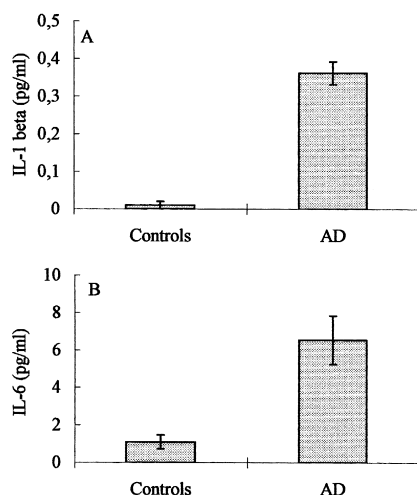 A
IL-1 beta (pg/ml)
0,5
0,4
0,3
0,2
0,1
0
Controls AD
B
IL-6 (pg/ml)
10
8
6
4
2
0
Controls AD